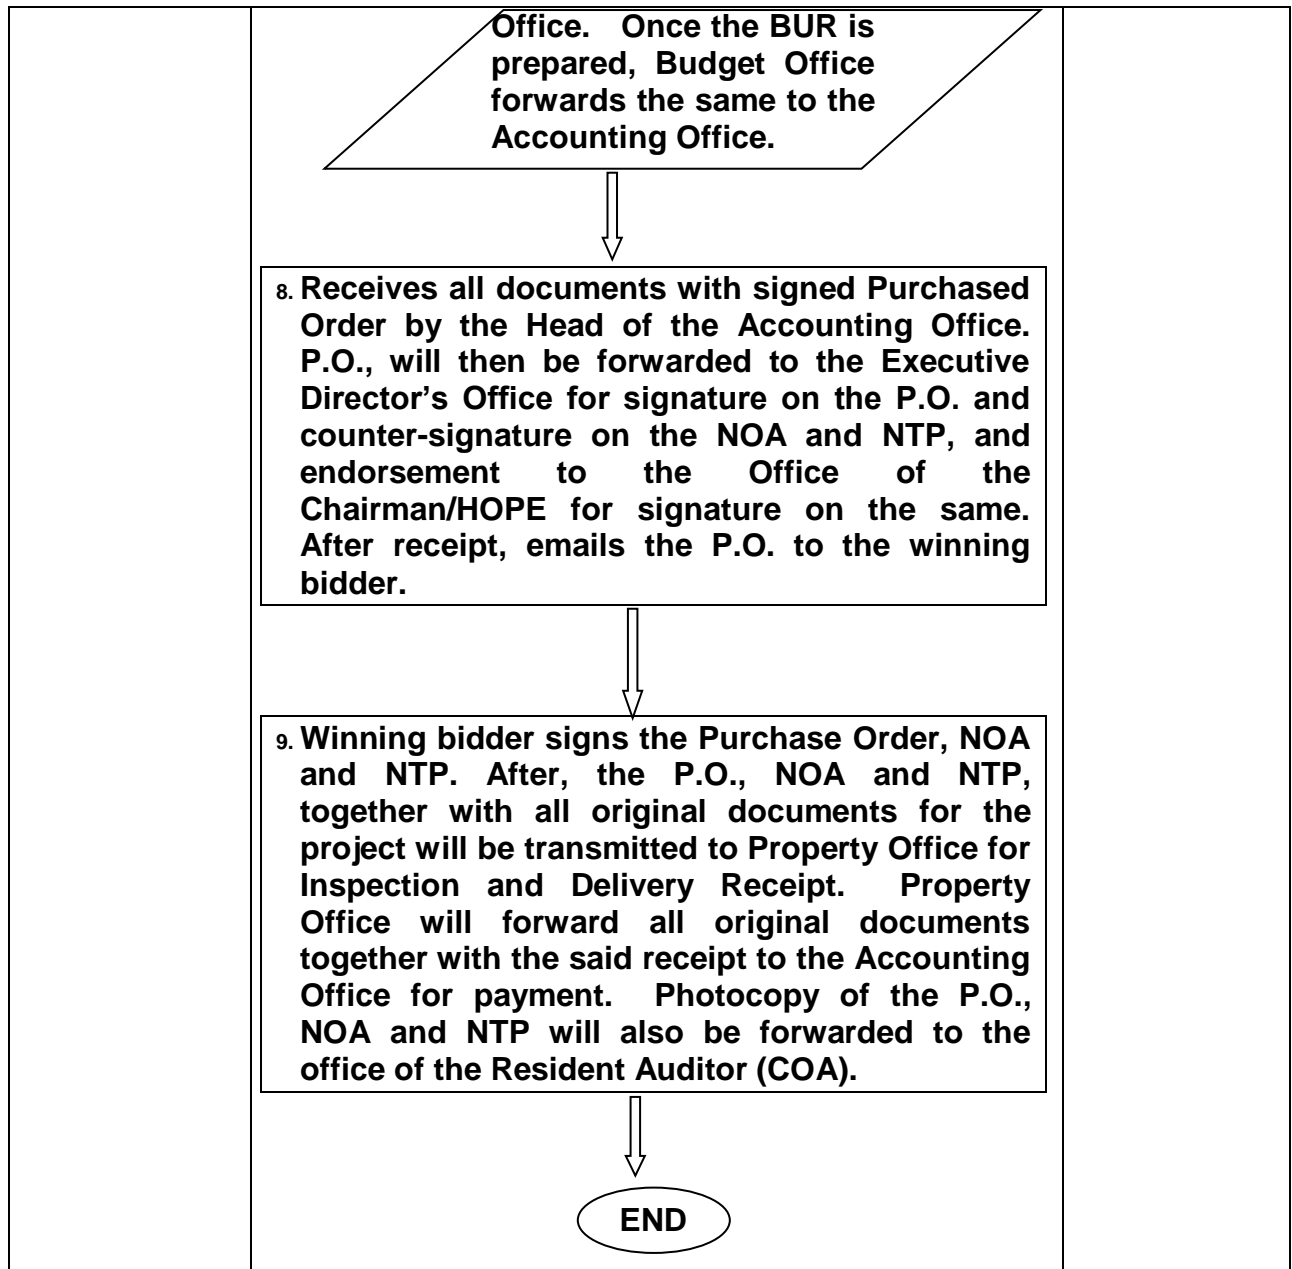 Office. Once the BUR is
prepared, Budget Office
forwards the same to the
Accounting Office.
8. Receives all documents with signed Purchased
Order by the Head of the Accounting Office.
P.O., will then be forwarded to the Executive
Director’s Office for signature on the P.O. and
counter-signature on the NOA and NTP, and
endorsement to the Office of the
Chairman/HOPE for signature on the same.
After receipt, emails the P.O. to the winning
bidder.
9. Winning bidder signs the Purchase Order, NOA
and NTP. After, the P.O., NOA and NTP,
together with all original documents for the
project will be transmitted to Property Office for
Inspection and Delivery Receipt. Property
Office will forward all original documents
together with the said receipt to the Accounting
Office for payment. Photocopy of the P.O.,
NOA and NTP will also be forwarded to the
office of the Resident Auditor (COA).
END